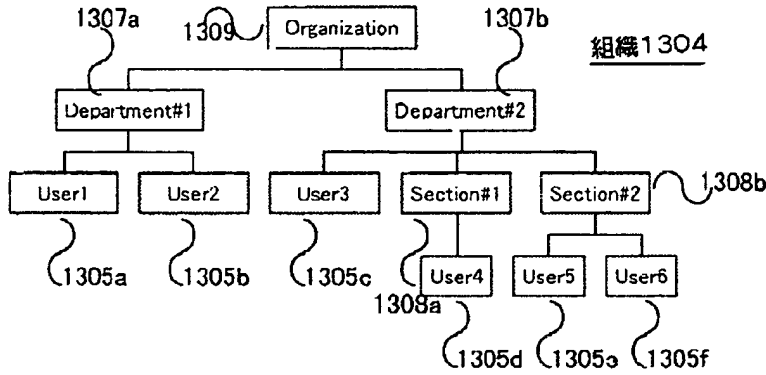 1307a
1309
Organization
1307b
組織1304
Department#1
Department#2
User1
User2
User3
Section#1
Section#2
1308b
1305a
1305b
1305c
1308a
User4
User5
User6
1305d
1305e
1305f